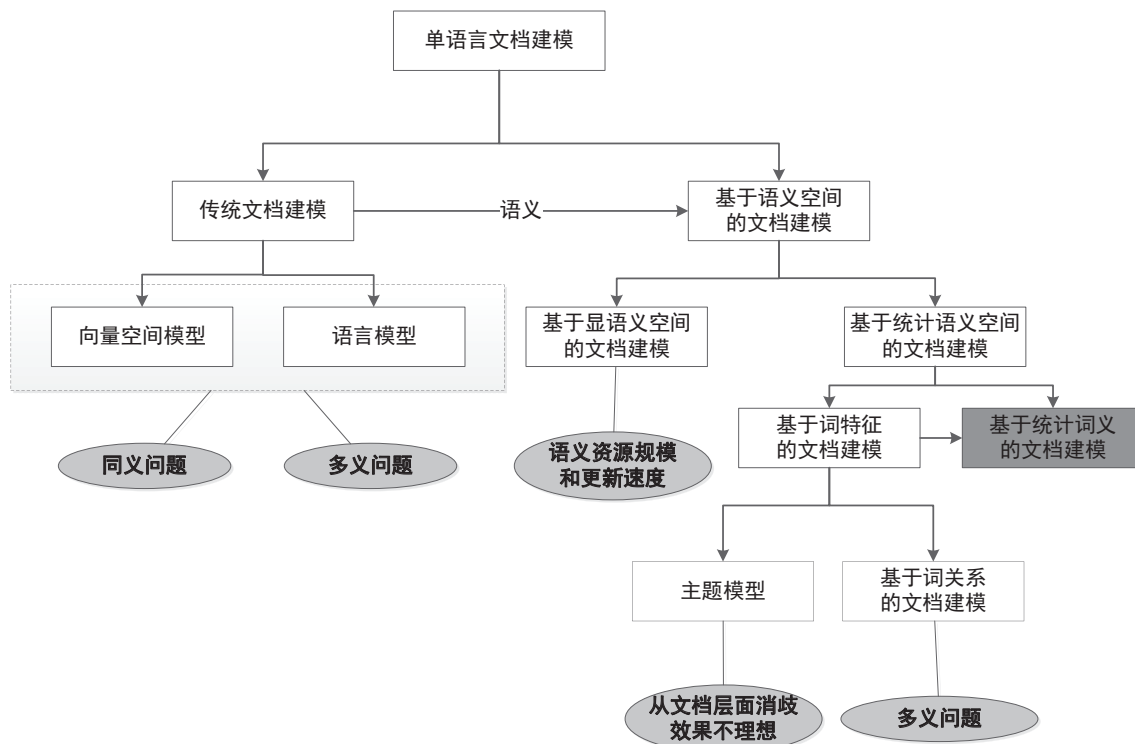 单语言文档建模
传统文档建模
语义
基于语义空间
的文档建模
向量空间模型
语言模型
基于显语义空间
的文档建模
基于统计语义空间
的文档建模
基于词特征
的文档建模
基于统计词义
的文档建模
同义问题
多义问题
语义资源规模
和更新速度
主题模型
基于词关系
的文档建模
从文档层面消歧
效果不理想
多义问题